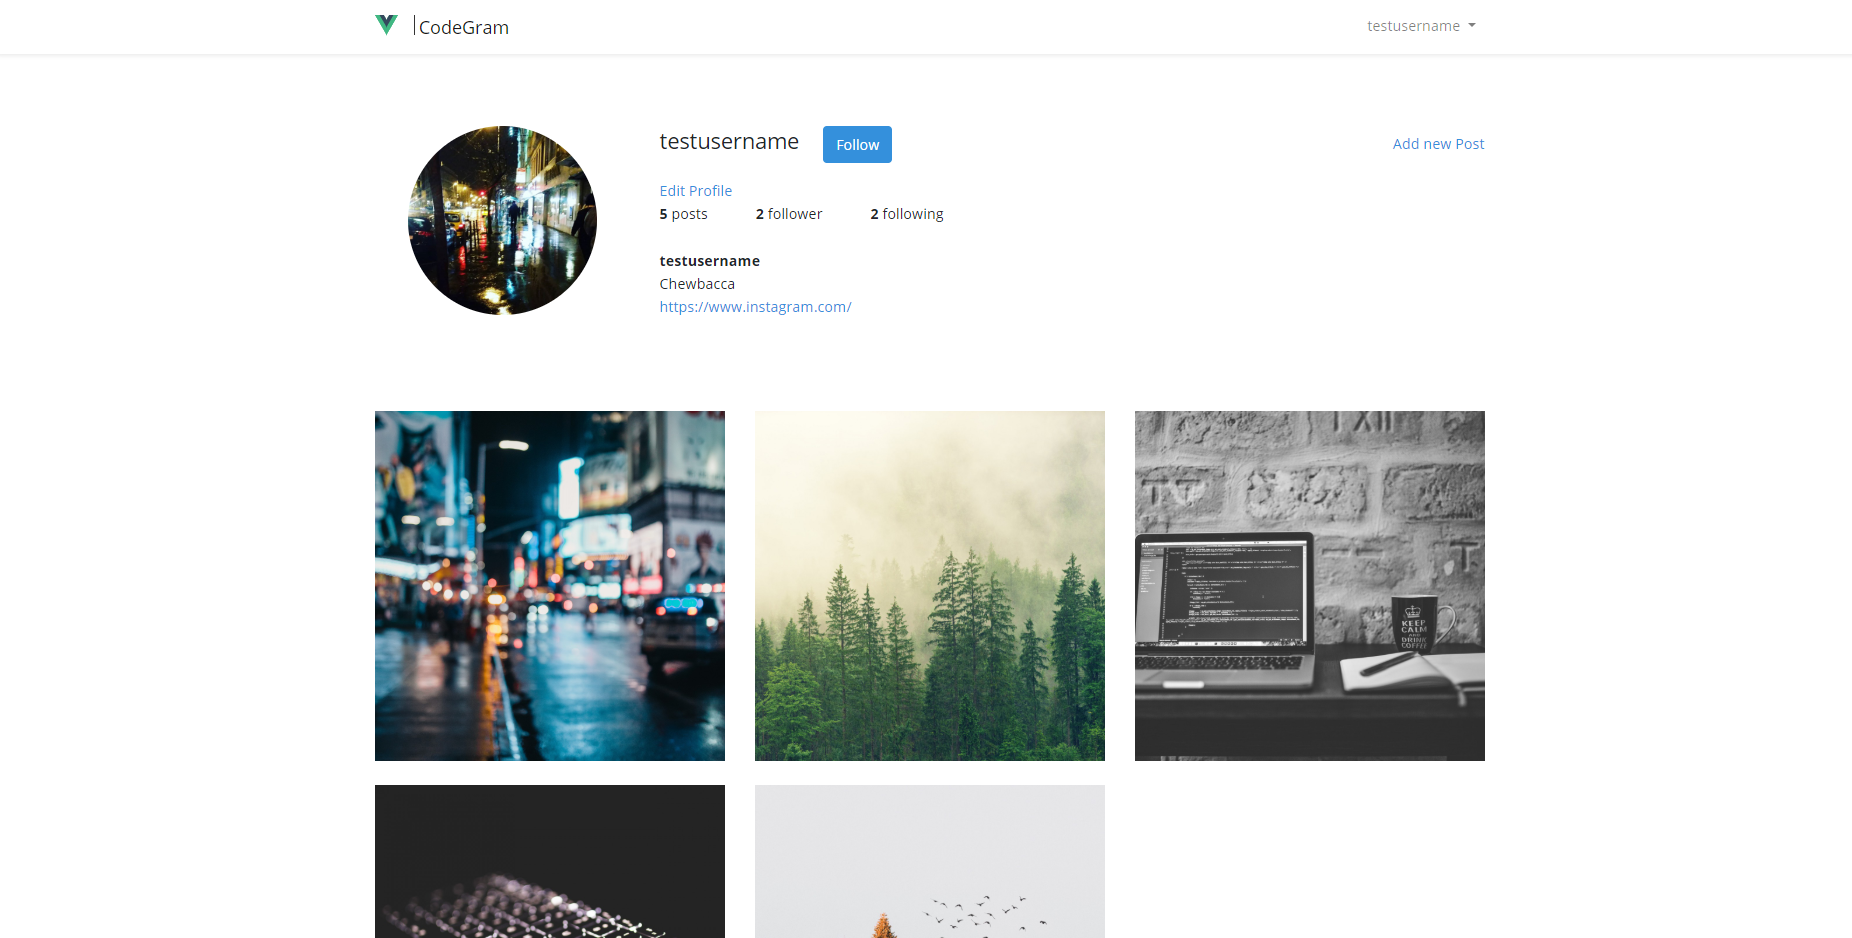 CodeGram
testusername
testusername Follow Add new Post
Edit Profile
5 posts 2 follower 2 following
testusername
Chewbacca
https://www.instagram.com/
KEEP
CALM
AND
DRINK
COFFEE